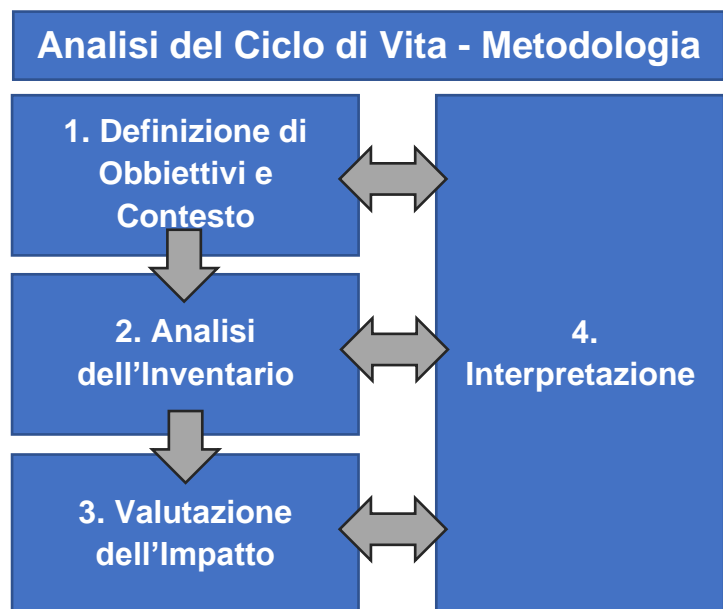 Analisi del Ciclo di Vita - Metodologia
1. Definizione di
Obbiettivi e
Contesto
2. Analisi
dell’Inventario
3. Valutazione
dell’Impatto
4.
Interpretazione